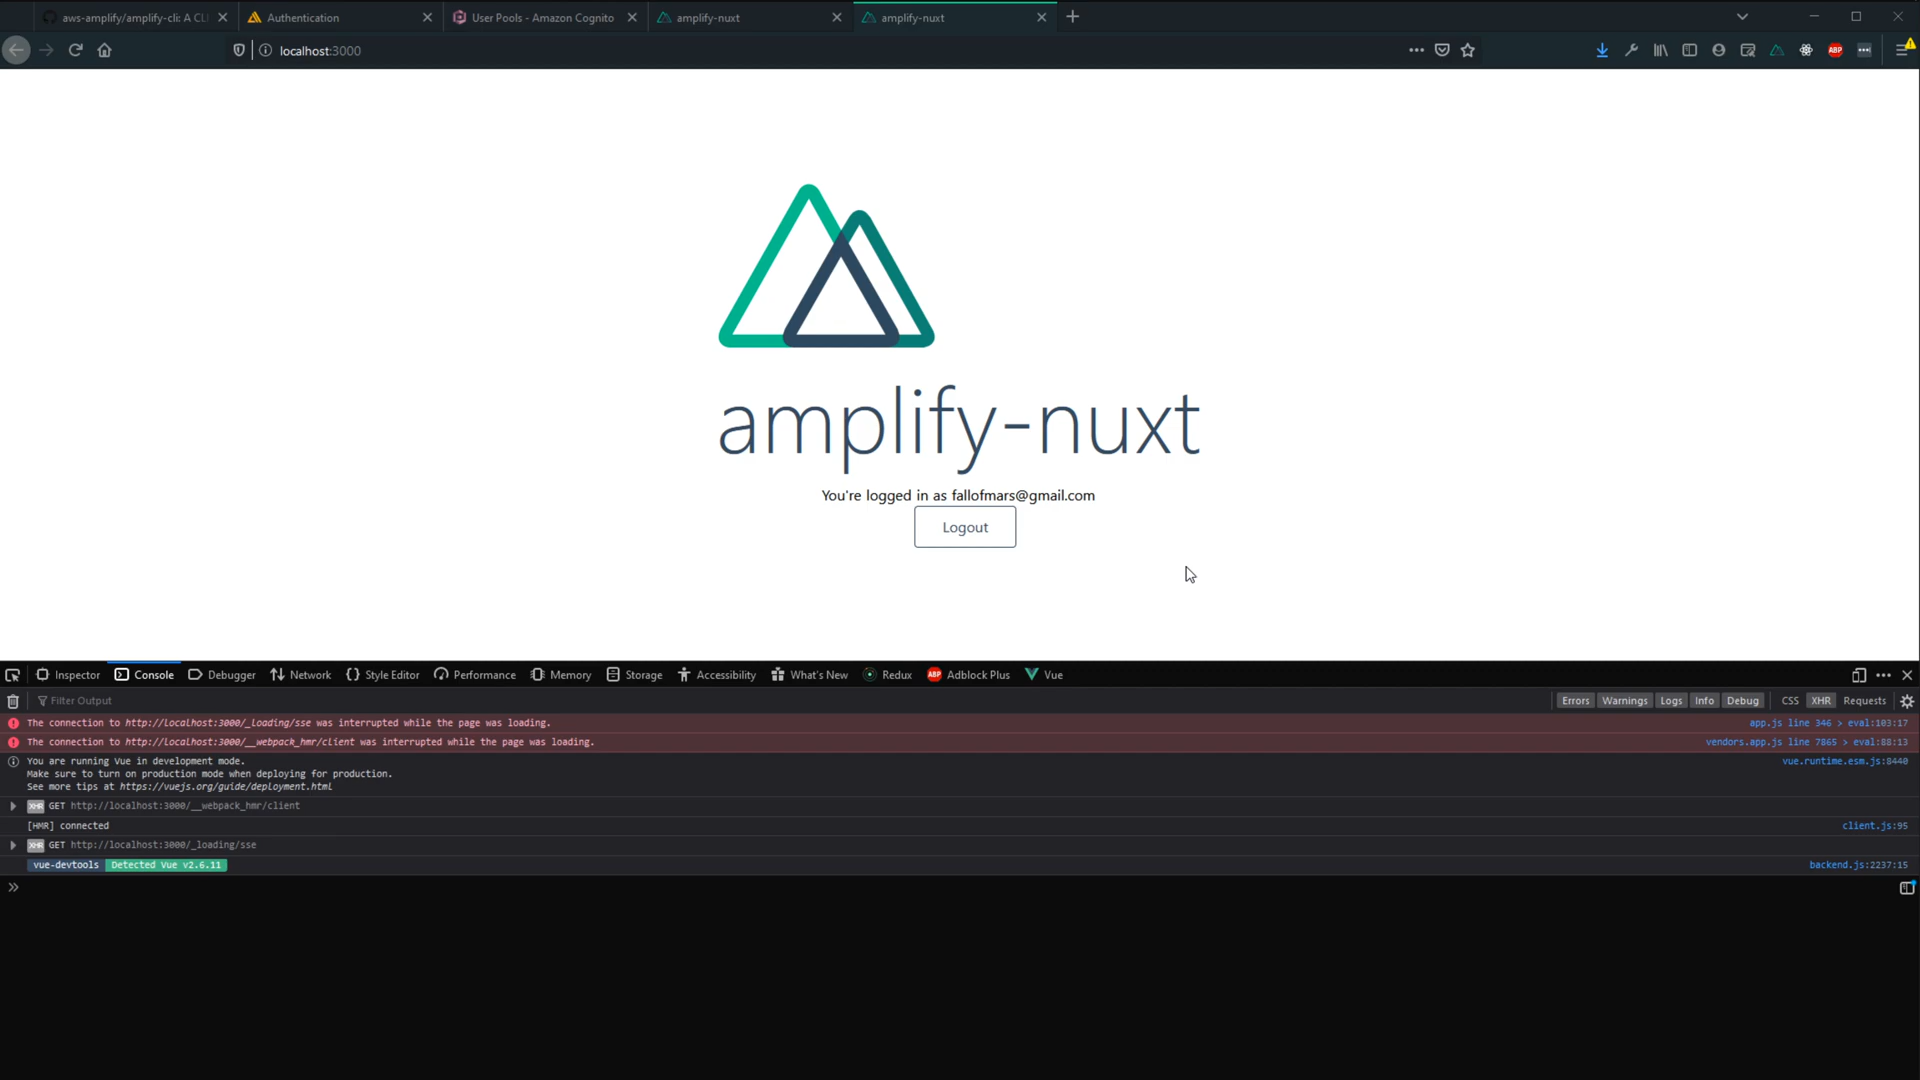 aws-amplify/amplify-cli: A CLI
Authentication
User Pools - Amazon Cognito
amplify-nuxt
amplify-nuxt
localhost:3000
ABP
amplify-nuxt
You're logged in as fallofmars@gmail.com
Logout
Inspector
Console
Debugger
Network
Style Editor
Performance
Memory
Storage
Accessibility
What's New
Redux
ABP Adblock Plus
Vue
Filter Output
Errors
Warnings
Logs
Info
Debug
CSS
XHR
Requests
The connection to http://localhost:3000/_loading/sse was interrupted while the page was loading.
app.js line 346 > eval:103:17
The connection to http://localhost:3000/__webpack_hmr/client was interrupted while the page was loading.
vendors.app.js line 7865 > eval:88:13
You are running Vue in development mode.
vue.runtime.esm.js:8440
Make sure to turn on production mode when deploying for production.
See more tips at https://vuejs.org/guide/deployment.html
XHR GET http://localhost:3000/__webpack_hmr/client
[HMR] connected
client.js:95
XHR GET http://localhost:3000/_loading/sse
vue-devtools Detected Vue v2.6.11
backend.js:2237:15